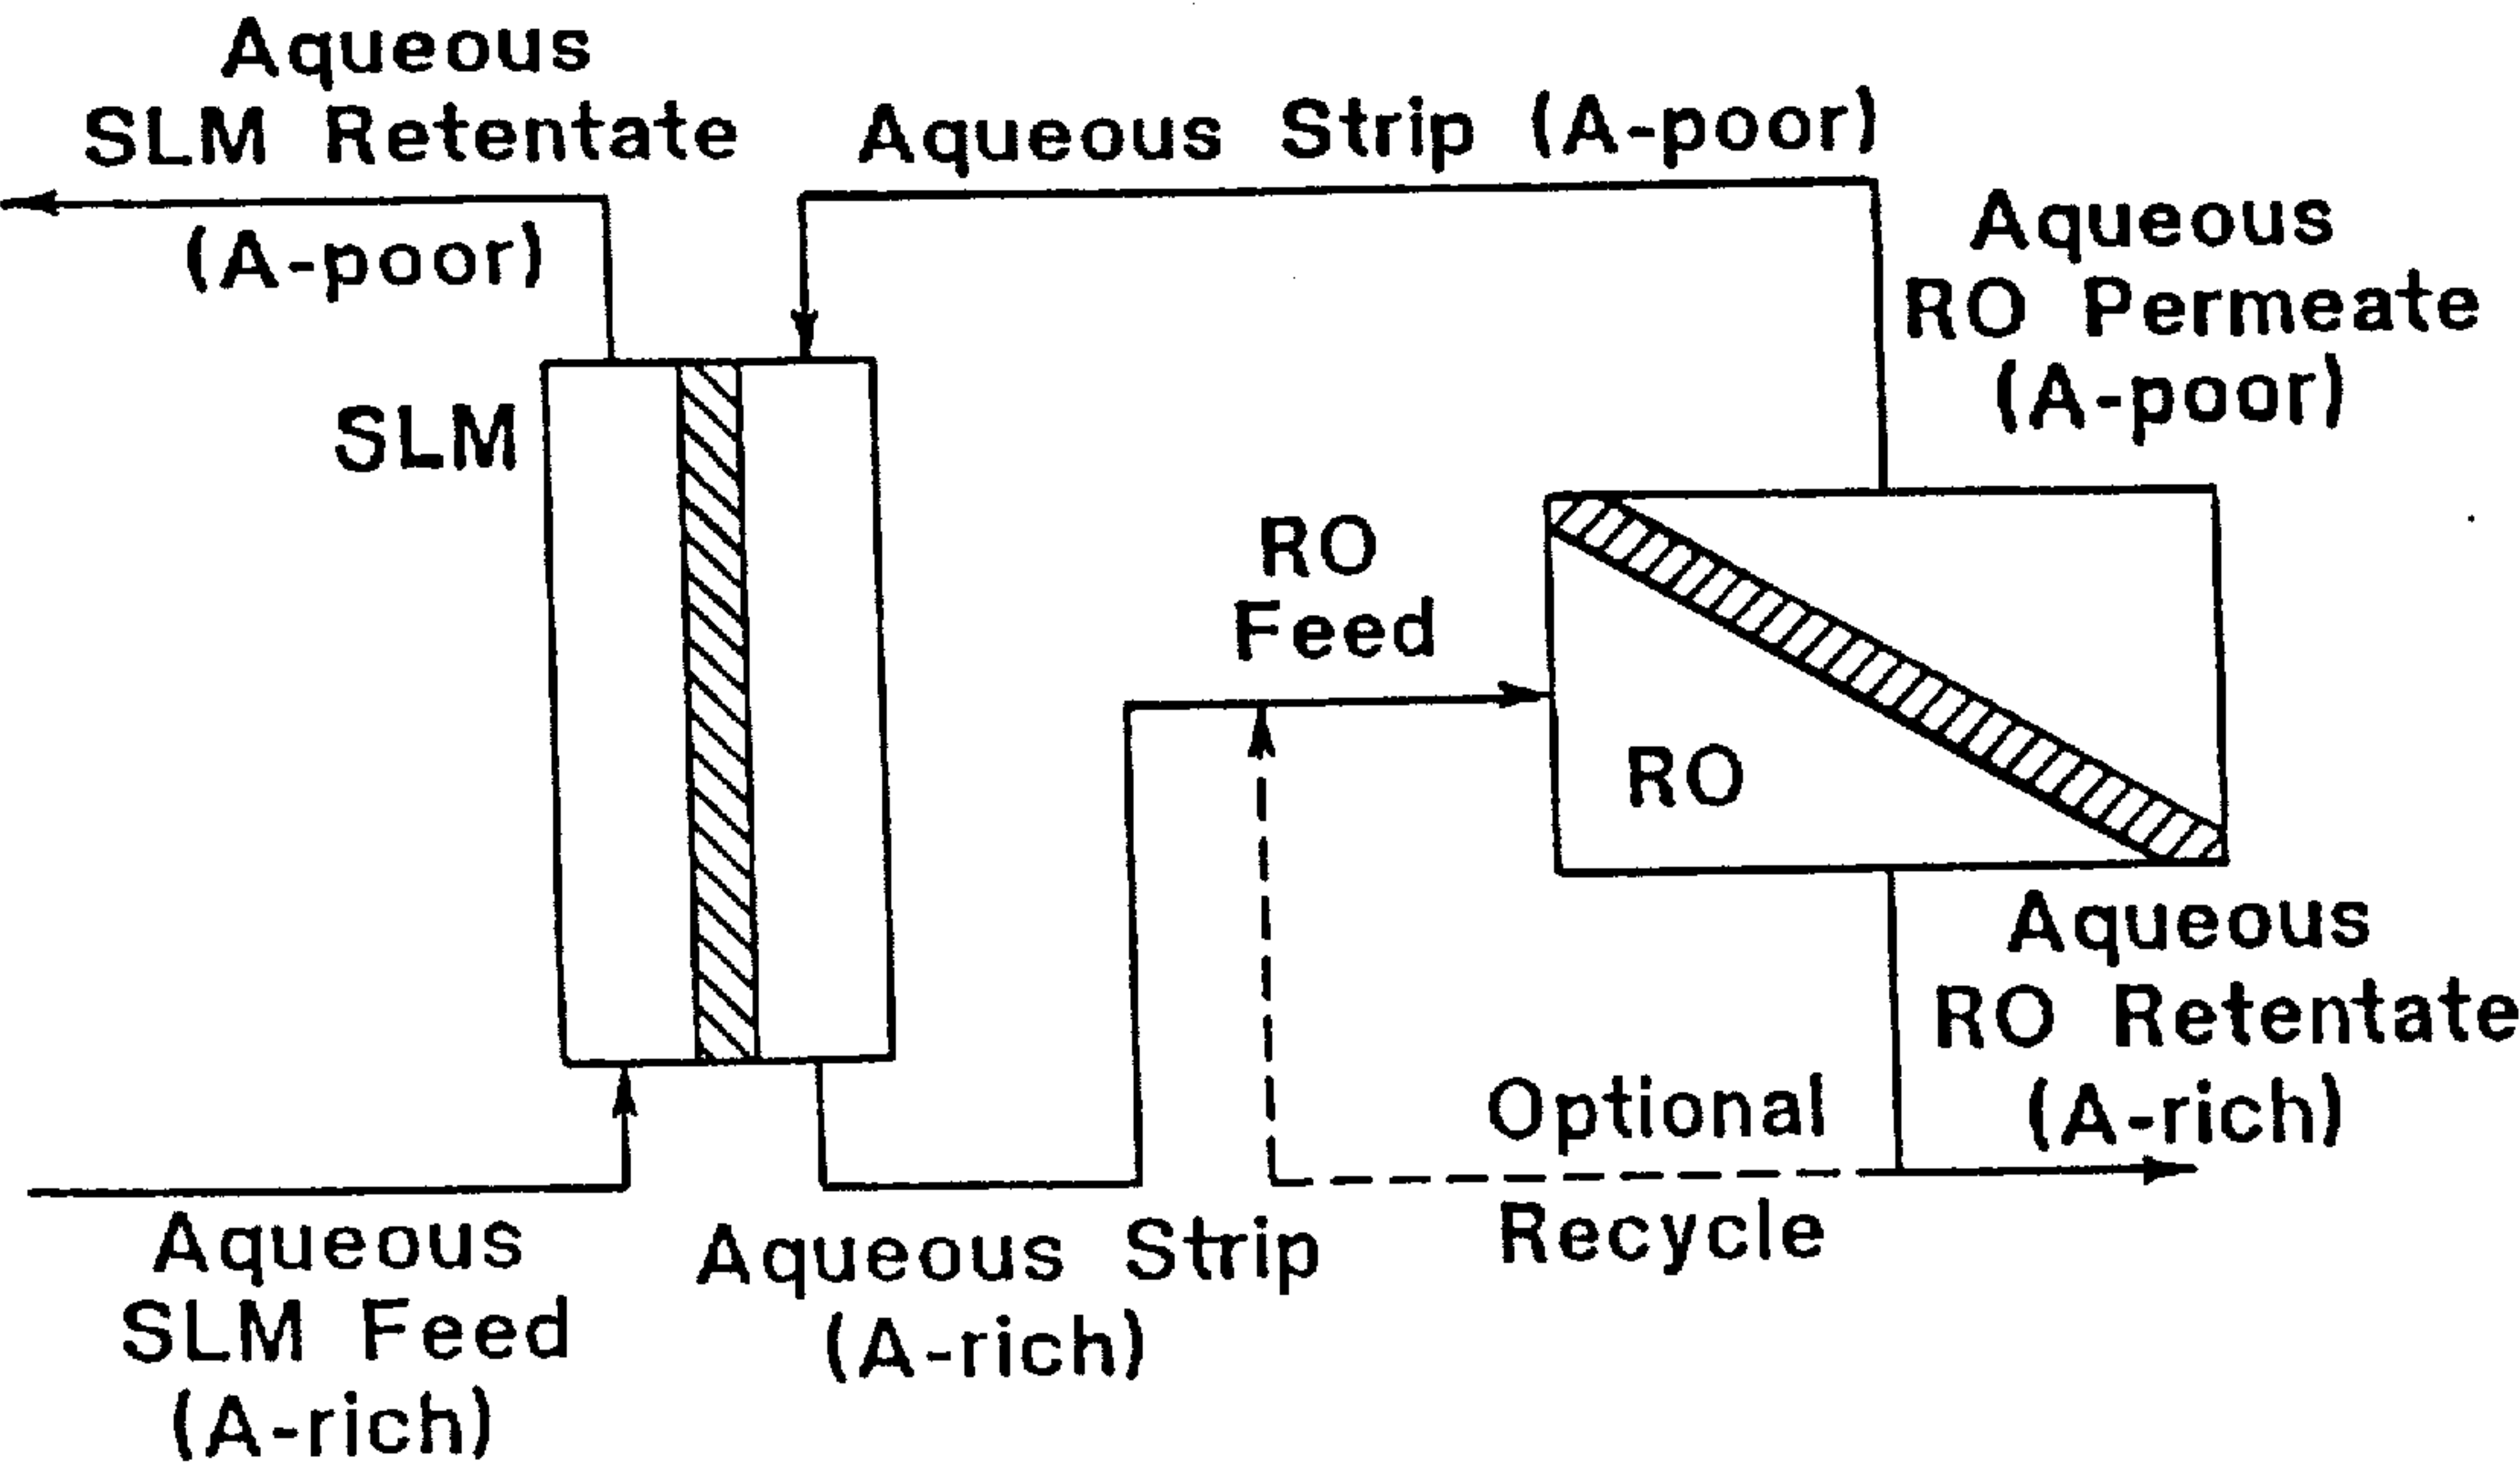 Aqueous
SLM Retentate
(A-poor)
Aqueous Strip (A-poor)
Aqueous
RO Permeate
(A-poor)
SLM
RO
Feed
RO
Aqueous
RO Retentate
(A-rich)
Optional
Recycle
Aqueous
SLM Feed
(A-rich)
Aqueous Strip
(A-rich)